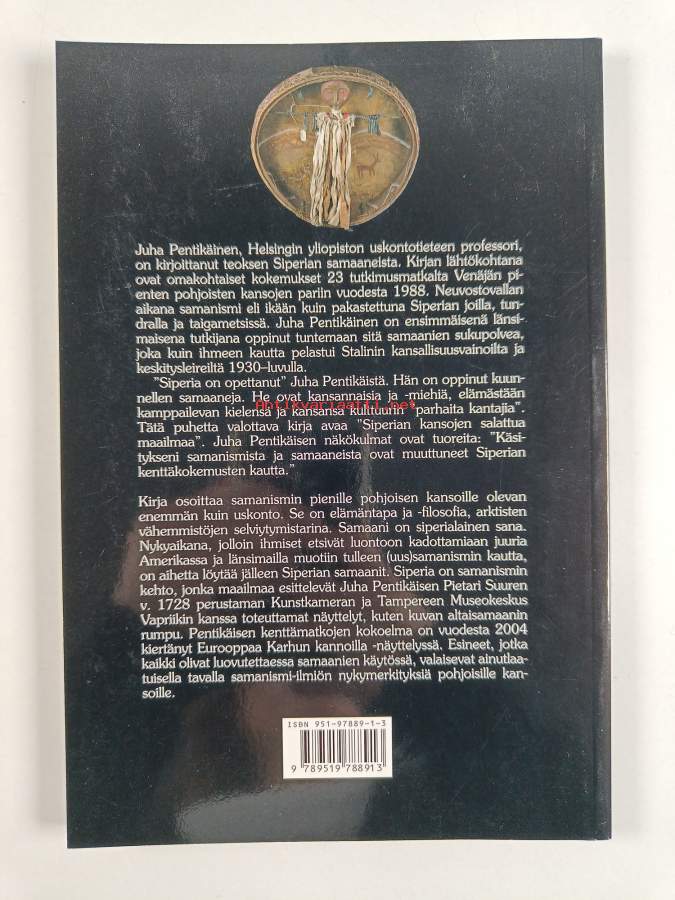 Juha Pentikäinen, Helsingin yliopiston uskontotieteen professori,
on kirjoittanut teoksen Siperian samaaneista. Kirjan lähtökohtana
ovat omakohtaiset kokemukset 23 tutkimusmatkalta Venäjän pi-
enten pohjoisten kansojen pariin vuodesta 1988. Neuvostovallan
aikana samanismi eli ikään kuin pakastettuna Siperian joilla, tun-
dralla ja taigametsissä. Juha Pentikäinen on ensimmäisenä länsi-
maisena tutkijana oppinut tuntemaan sitä samaanien sukupolvea,
joka kuin ihmeen kautta pelastui Stalinin kansallisuusvainoilta ja
keskitysleireiltä 1930–luvulla.
"Siperia on opettanut" Juha Pentikäistä. Hän on oppinut kuun-
nellen samaaneja. He ovat kansannaisia ja -miehiä, elämästään
kamppailevan kielensä ja kansansa kulttuurin "parhaita kantajia".
Antikvariaatti.net
Tätä puhetta valottava kirja avaa "Siperian kansojen salattua
maailmaa". Juha Pentikäisen näkökulmat ovat tuoreita: "Käsi-
tykseni samanismista ja samaaneista ovat muuttuneet Siperian
kenttäkokemusten kautta."
Kirja osoittaa samanismin pienille pohjoisen kansoille olevan
enemmän kuin uskonto. Se on elämäntapa ja -filosofia, arktisten
vähemmistöjen selviytymistarina. Samaani on siperialainen sana.
Nykyaikana, jolloin ihmiset etsivät luontoon kadottamiaan juuria
Amerikassa ja länsimailla muotiin tulleen (uus)samanismin kautta,
on aihetta löytää jälleen Siperian samaanit. Siperia on samanismin
kehto, jonka maailmaa esittelevät Juha Pentikäisen Pietari Suuren
v. 1728 perustaman Kunstkameran ja Tampereen Museokeskus
Vapriikin kanssa toteuttamat näyttelyt, kuten kuvan altaisamaanin
rumpu. Pentikäisen kenttämatkojen kokoelma on vuodesta 2004
kiertänyt Eurooppaa Karhun kannoilla -näyttelyssä. Esineet, jotka
kaikki olivat luovutettaessa samaanien käytössä, valaisevat ainutlaa-
tuisella tavalla samanismi-ilmiön nykymerkityksiä pohjoisille kan-
soille.
ISBN 951-97889-1-3
9 789519 788913